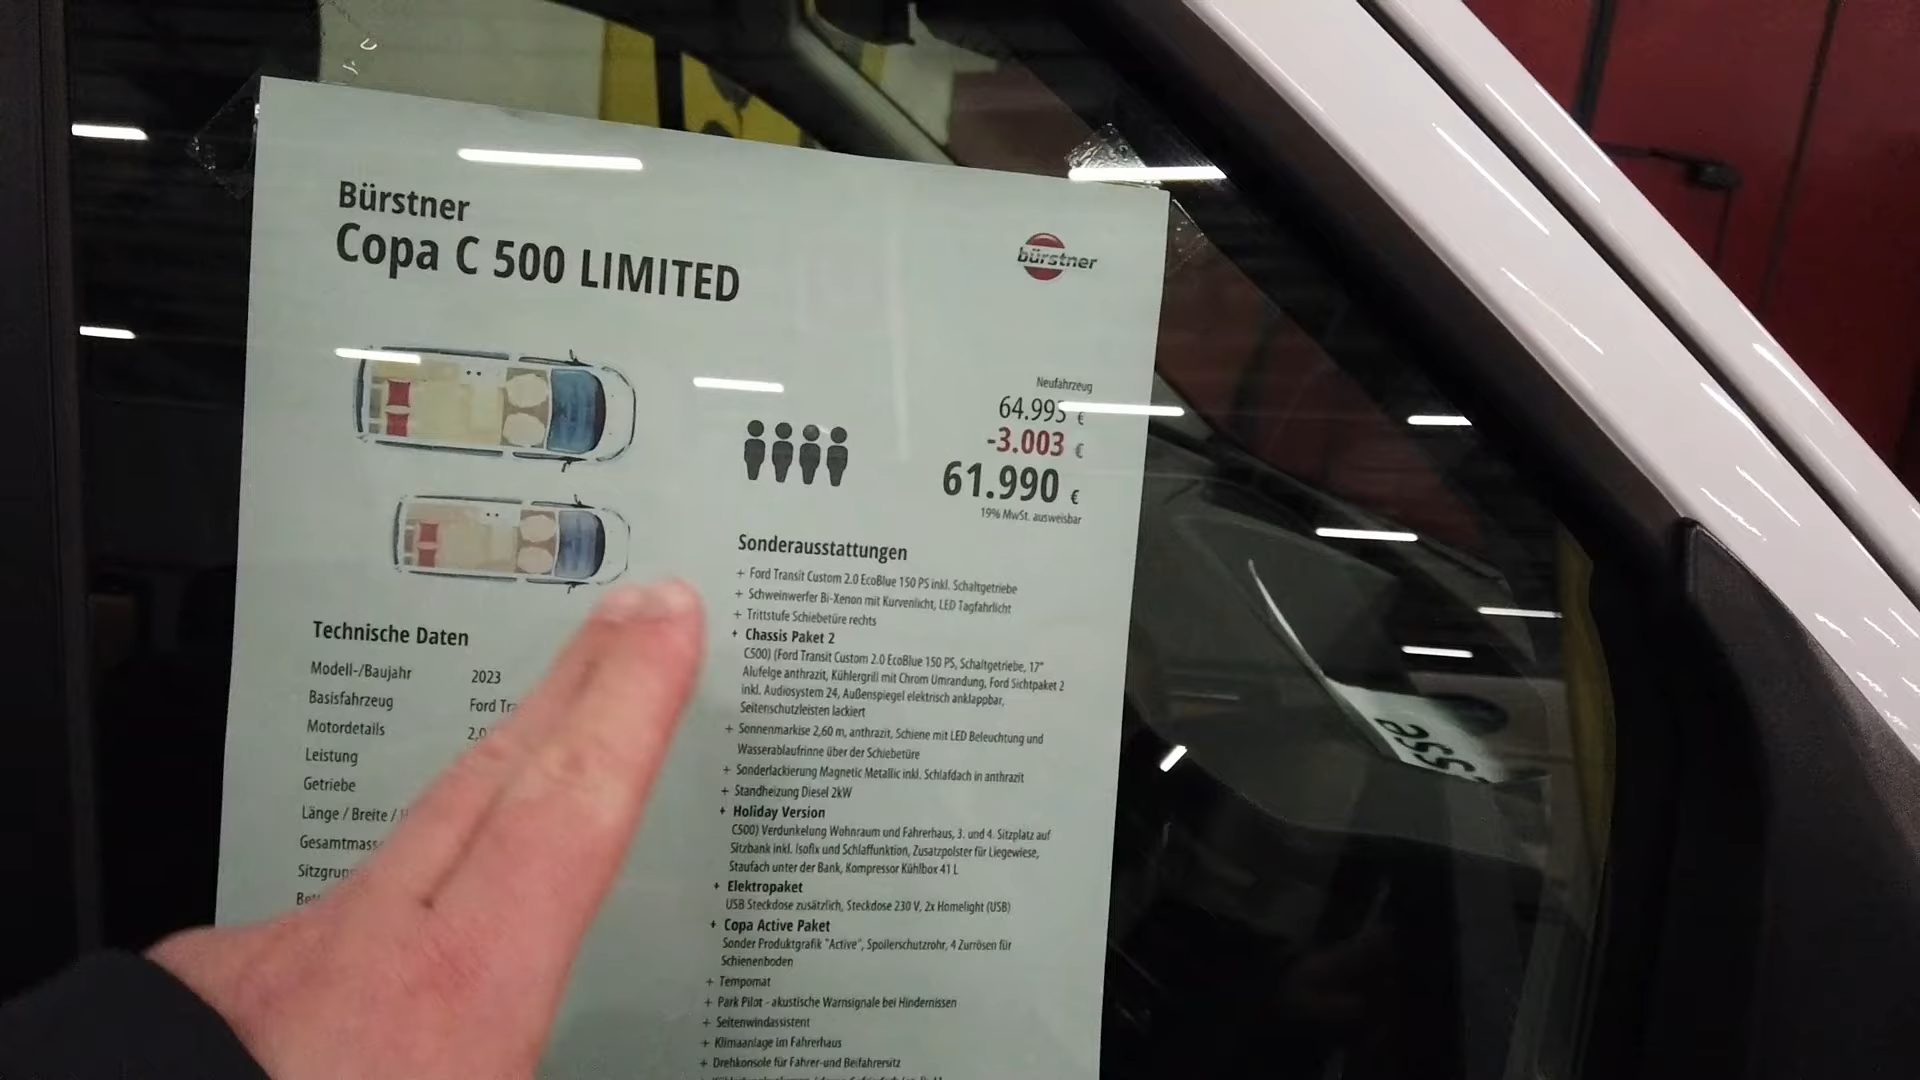 Bürstner
Copa C 500 LIMITED
bürstner
Neufahrzeug
64.993 €
-3.003 €
61.990 €
19% MwSt. ausweisbar
Technische Daten
Modell-/Baujahr 2023
Basisfahrzeug Ford
Motordetails 2,0
Leistung
Getriebe
Länge / Breite /
Gesamtmass
Sitzgrup
Sonderausstattungen
+ Ford Transit Custom 2.0 EcoBlue 150 PS inkl. Schaltgetriebe
+ Schweinwerfer Bi-Xenon mit Kurvenlicht, LED Tagfahrlicht
+ Trittstufe Schiebetüre rechts
+ Chassis Paket 2
C500) (Ford Transit Custom 2.0 EcoBlue 150 PS, Schaltgetriebe, 17"
Alufelge anthrazit, Kühlergrill mit Chrom Umrandung, Ford Sichtpaket 2
inkl. Audiosystem 24, Außenspiegel elektrisch anklappbar,
Seitenschutzleisten lackiert
+ Sonnenmarkise 2,60 m, anthrazit, Schiene mit LED Beleuchtung und
Wasserablaufrinne über der Schiebetüre
+ Sonderlackierung Magnetic Metallic inkl. Schlafdach in anthrazit
+ Standheizung Diesel 2kW
+ Holiday Version
C500) Verdunkelung Wohnraum und Fahrerhaus, 3. und 4. Sitzplatz auf
Sitzbank inkl. Isofix und Schlaffunktion, Zusatzpolster für Liegewiese,
Staufach unter der Bank, Kompressor Kühlbox 41 L
+ Elektropaket
USB Steckdose zusätzlich, Steckdose 230 V, 2x Homelight (USB)
+ Copa Active Paket
Sonder Produktgrafik "Active", Spoilerschutzrohr, 4 Zurrösen für
Schienenboden
+ Tempomat
+ Park Pilot - akustische Warnsignale bei Hindernissen
+ Seitenwindassistent
+ Klimaanlage im Fahrerhaus
+ Drehkonsole für Fahrer-und Beifahrersitz